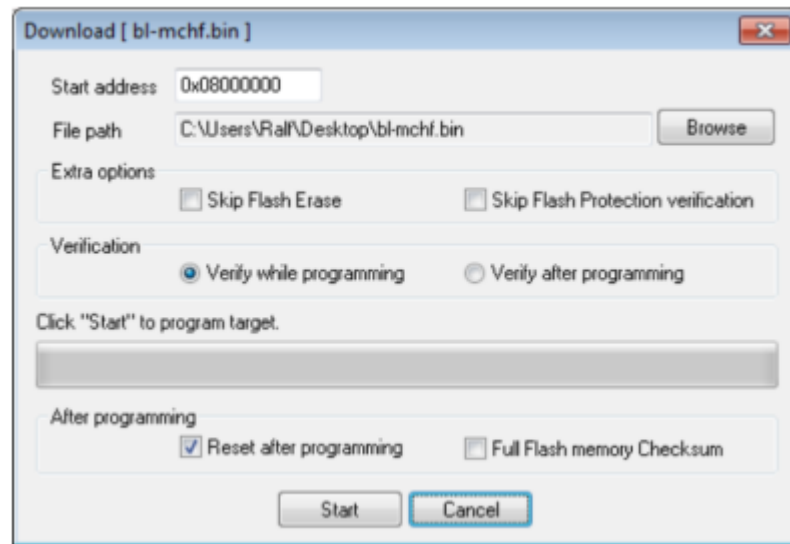 Download [ bl-mchf.bin ]
Start address 0x08000000
File path C:\Users\Ralf\Desktop\bl-mchf.bin Browse
Extra options
Skip Flash Erase Skip Flash Protection verification
Verification
Verify while programming Verify after programming
Click "Start" to program target.
After programming
Reset after programming Full Flash memory Checksum
Start Cancel